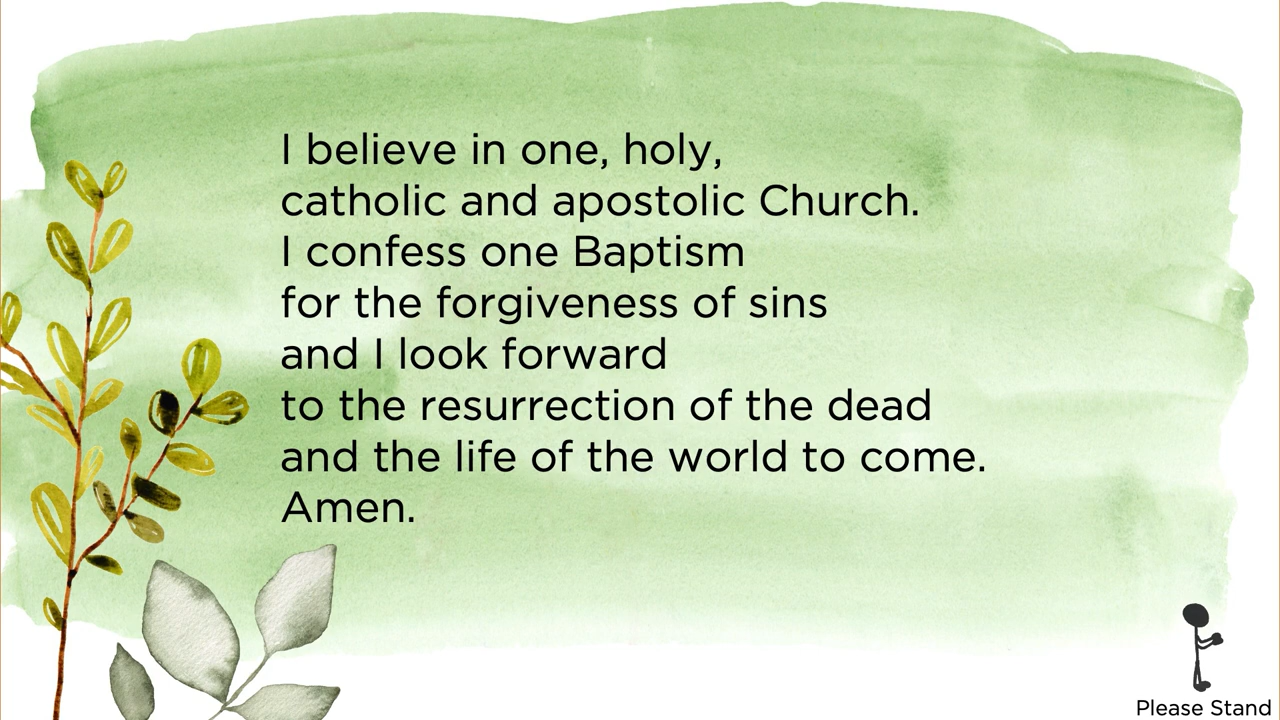 I believe in one, holy,
catholic and apostolic Church.
I confess one Baptism
for the forgiveness of sins
and I look forward
to the resurrection of the dead
and the life of the world to come.
Amen.
Please Stand